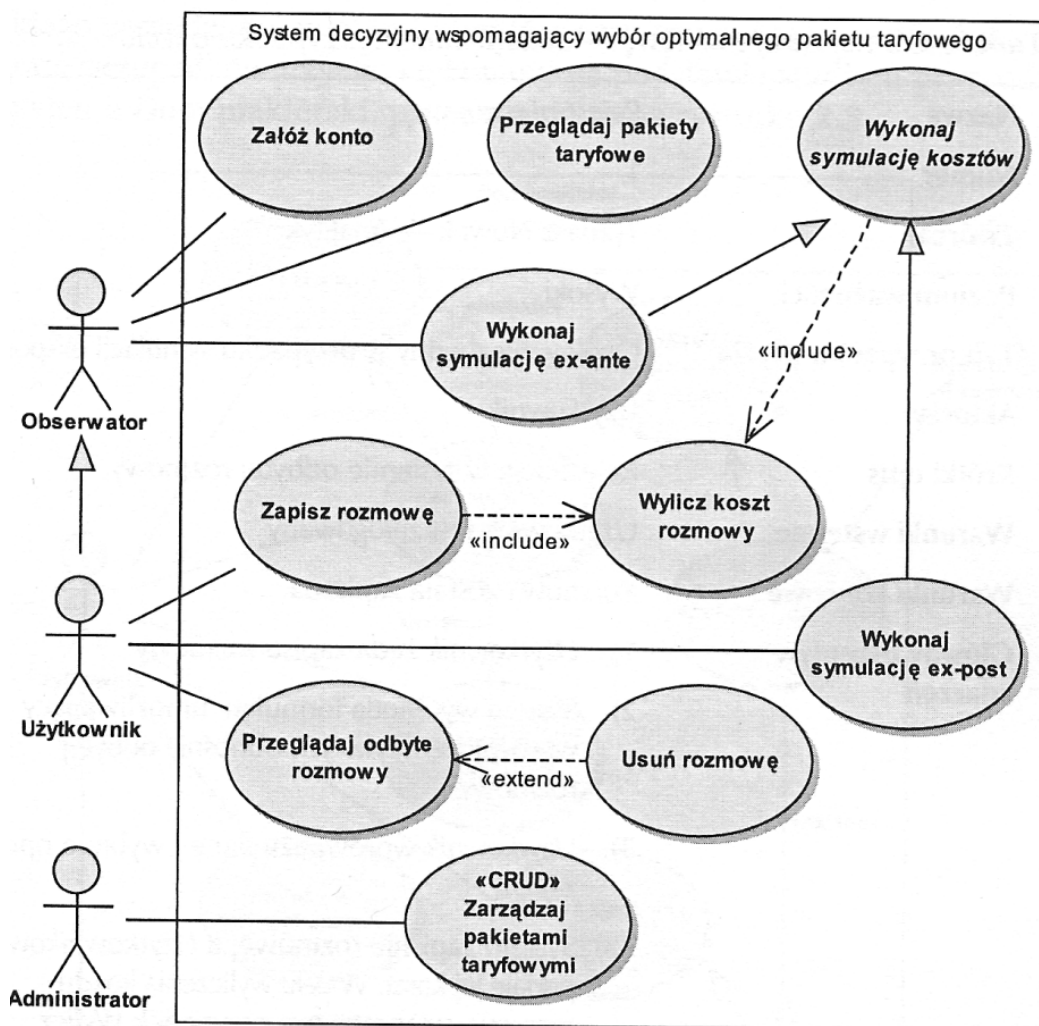 System decyzyjny wspomagający wybór optymalnego pakietu taryfowego
Załóż konto
Przeglądaj pakiety
taryfowe
Wykonaj
symulację kosztów
Wykonaj
symulację ex-ante
«include»
Obserwator
Zapisz rozmowę
«include»
Wylicz koszt
rozmowy
Wykonaj
symulację ex-post
Użytkownik
Przeglądaj odbyte
rozmowy
«extend»
Usuń rozmowę
«CRUD»
Zarządzaj
pakietami
taryfowymi
Administrator